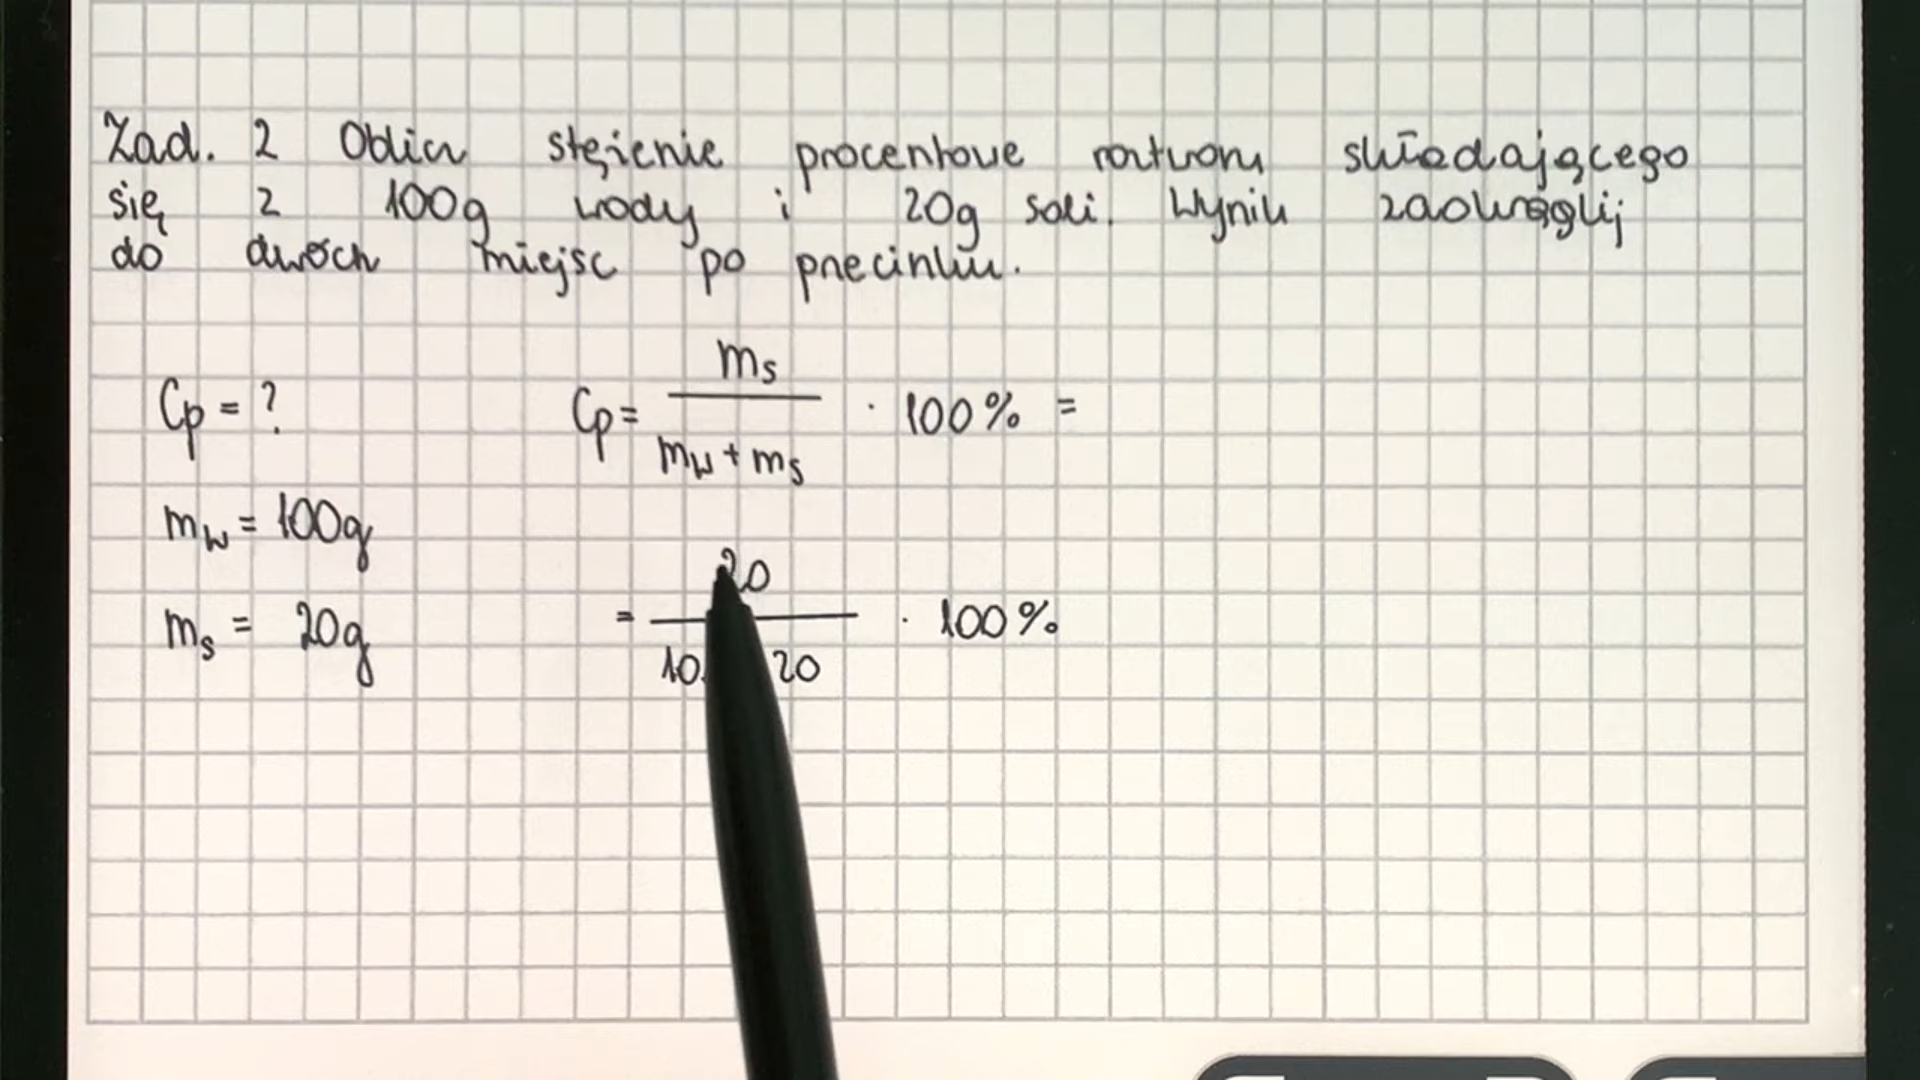 Zad. 2 Oblicz stężenie procentowe roztworu składającego
się z 100g wody i 20g soli. Wynik zaokrąglij
do dwóch miejsc po przecinku.
Cp = ?
Cp = ms / (mw + ms) · 100% =
mw = 100g
ms = 20g
= 20 / 20 · 100%